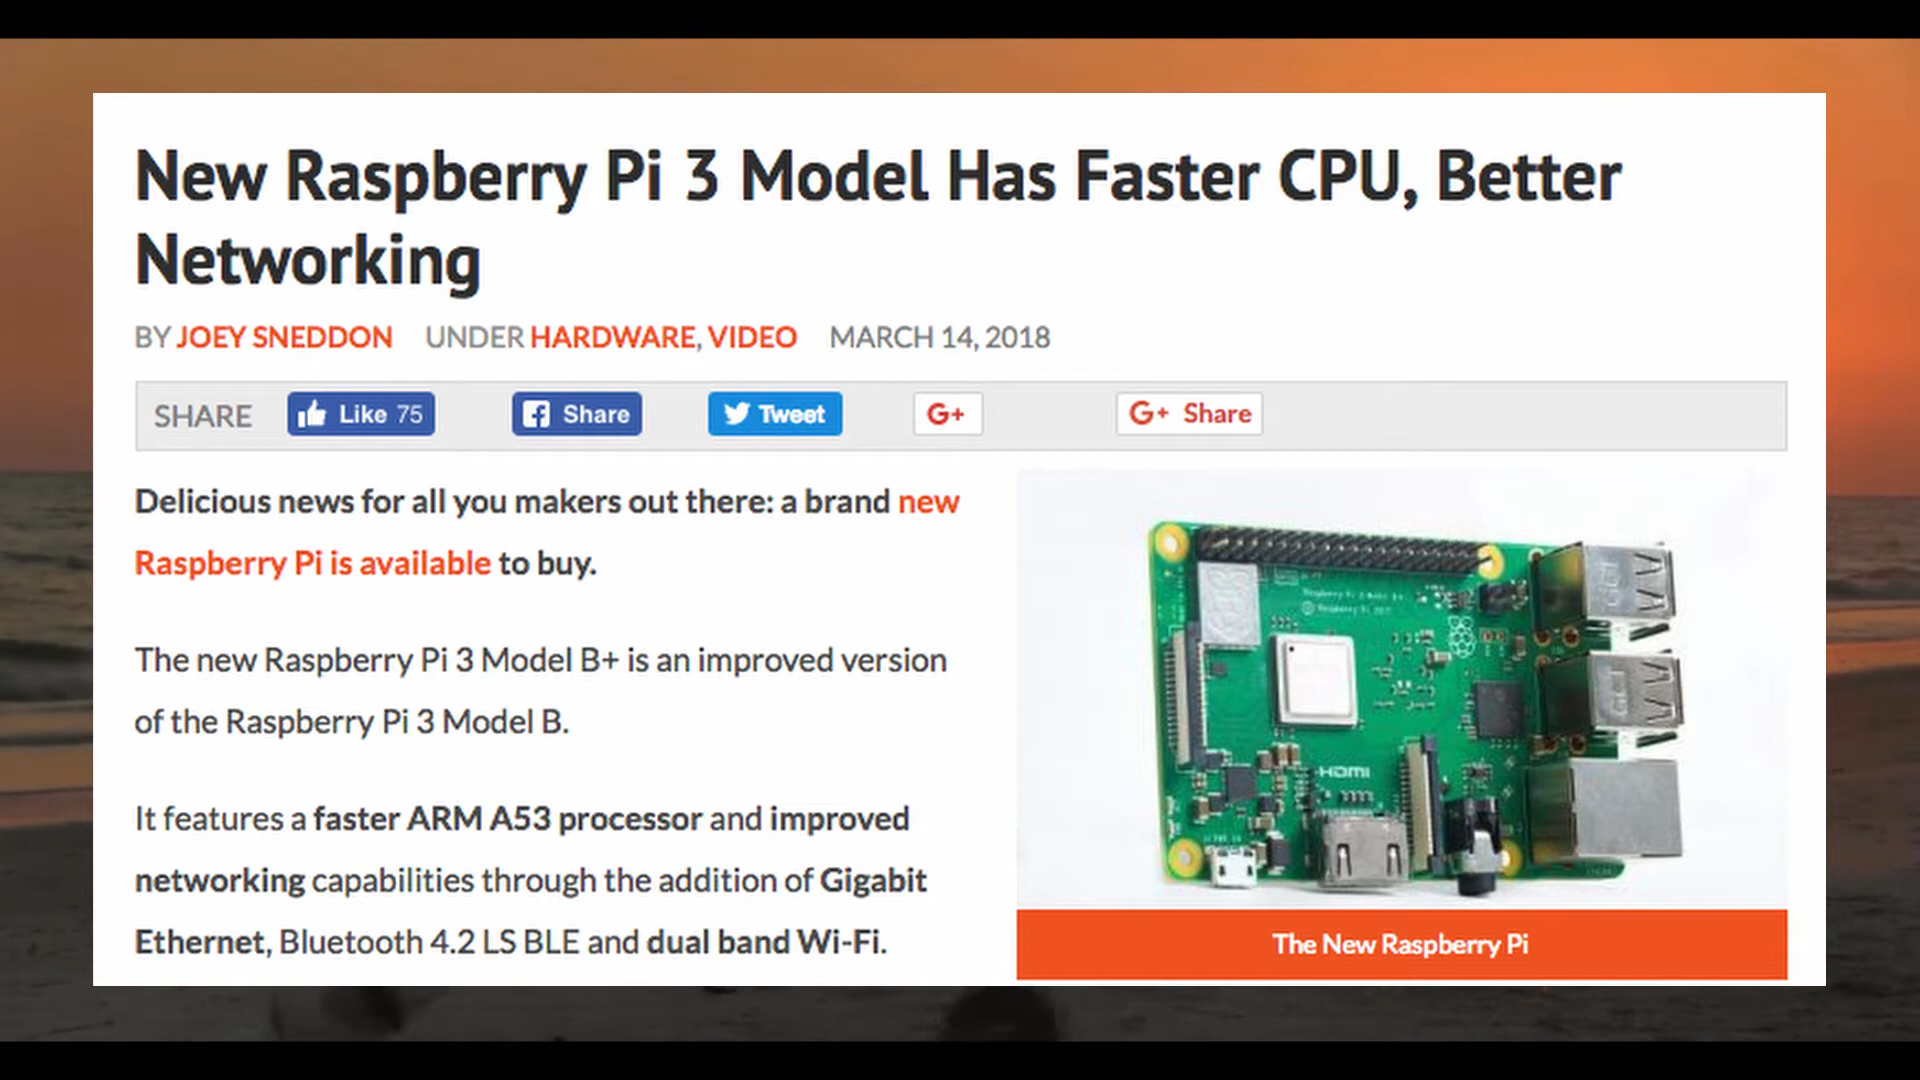 New Raspberry Pi 3 Model Has Faster CPU, Better
Networking
BY JOEY SNEDDON UNDER HARDWARE, VIDEO MARCH 14, 2018
SHARE Like 75 Share Tweet G+ G+ Share
Delicious news for all you makers out there: a brand new
Raspberry Pi is available to buy.
The new Raspberry Pi 3 Model B+ is an improved version
of the Raspberry Pi 3 Model B.
It features a faster ARM A53 processor and improved
networking capabilities through the addition of Gigabit
Ethernet, Bluetooth 4.2 LS BLE and dual band Wi-Fi.
Raspberry Pi 3 Model B+
HDMI
The New Raspberry Pi